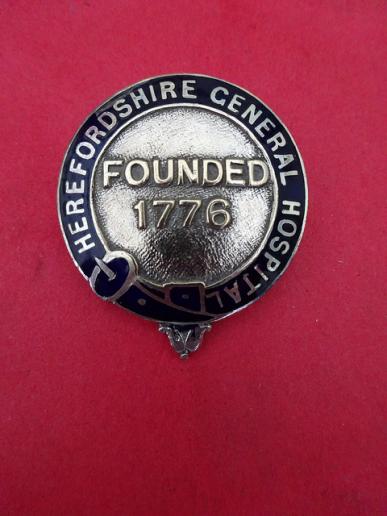 HEREFORDSHIRE GENERAL HOSPITAL
FOUNDED
1776